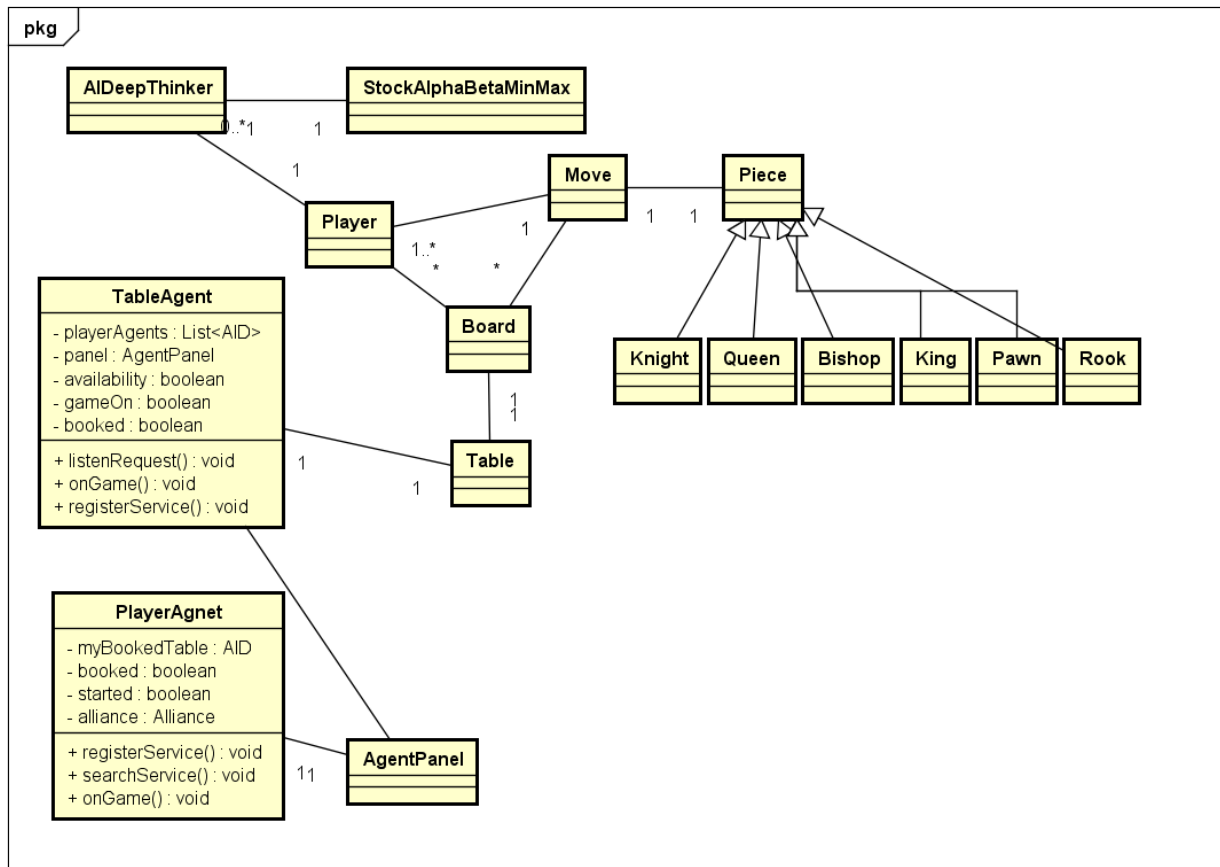 pkg
AIDeepThinker
StockAlphaBetaMinMax
0..*
1
1
1
Move
Piece
Player
1
1
1
1..*
*
*
TableAgent
- playerAgents : List<AID>
- panel : AgentPanel
- availability : boolean
- gameOn : boolean
- booked : boolean
+ listenRequest() : void
+ onGame() : void
+ registerService() : void
Board
Knight
Queen
Bishop
King
Pawn
Rook
1
1
Table
1
1
PlayerAgnet
- myBookedTable : AID
- booked : boolean
- started : boolean
- alliance : Alliance
+ registerService() : void
+ searchService() : void
+ onGame() : void
AgentPanel
1
1